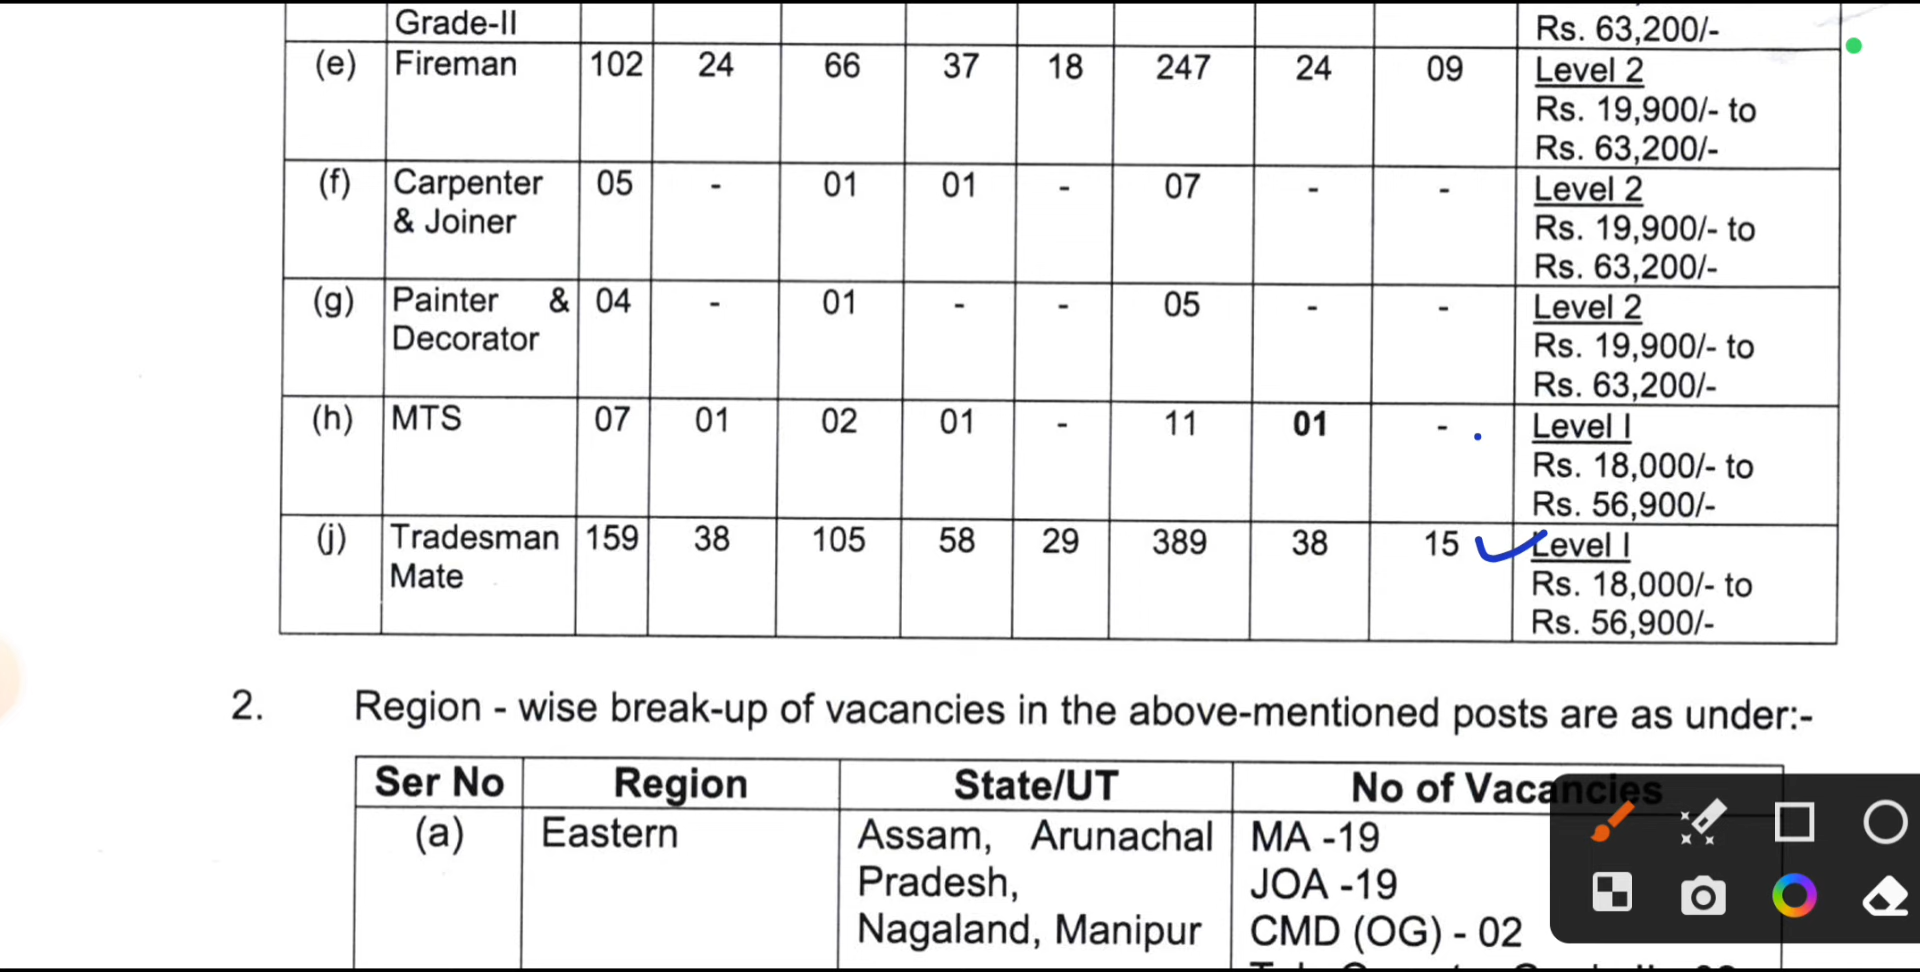 Grade-II Rs. 63,200/-
(e) Fireman 102 24 66 37 18 247 24 09 Level 2
Rs. 19,900/- to
Rs. 63,200/-
(f) Carpenter 05 - 01 01 - 07 - - Level 2
& Joiner Rs. 19,900/- to
Rs. 63,200/-
(g) Painter & 04 - 01 - - 05 - - Level 2
Decorator Rs. 19,900/- to
Rs. 63,200/-
(h) MTS 07 01 02 01 - 11 01 - Level I
Rs. 18,000/- to
Rs. 56,900/-
(j) Tradesman 159 38 105 58 29 389 38 15 Level I
Mate Rs. 18,000/- to
Rs. 56,900/-
2. Region - wise break-up of vacancies in the above-mentioned posts are as under:-
Ser No Region State/UT No of Vacancies
(a) Eastern Assam, Arunachal MA -19
Pradesh, JOA -19
Nagaland, Manipur CMD (OG) - 02